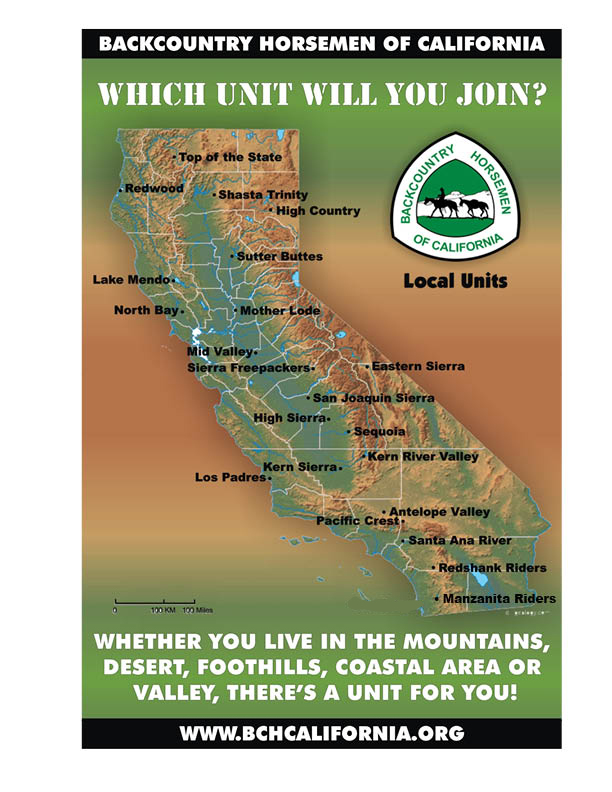 BACKCOUNTRY HORSEMEN OF CALIFORNIA
WHICH UNIT WILL YOU JOIN?
BACKCOUNTRY HORSEMEN
OF CALIFORNIA
Local Units
Top of the State
Redwood
Shasta Trinity
High Country
Sutter Buttes
Lake Mendo
North Bay
Mother Lode
Mid Valley
Sierra Freepackers
Eastern Sierra
San Joaquin Sierra
High Sierra
Sequoia
Kern River Valley
Kern Sierra
Los Padres
Antelope Valley
Pacific Crest
Santa Ana River
Redshank Riders
Manzanita Riders
0 100 KM 100 Miles
© geology.com
WHETHER YOU LIVE IN THE MOUNTAINS,
DESERT, FOOTHILLS, COASTAL AREA OR
VALLEY, THERE'S A UNIT FOR YOU!
WWW.BCHCALIFORNIA.ORG